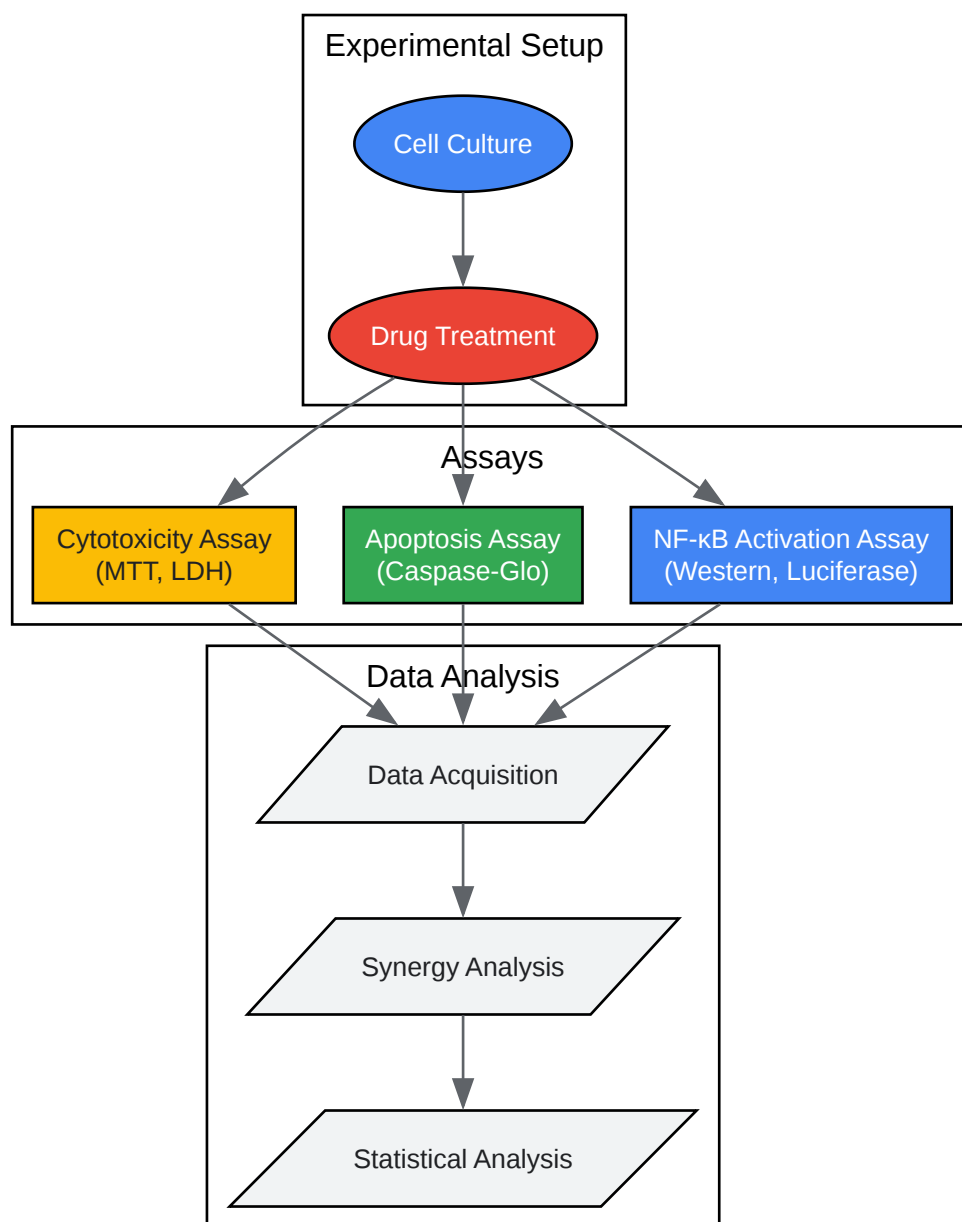 Experimental Setup
Cell Culture
Drug Treatment
Assays
Cytotoxicity Assay
(MTT, LDH)
Apoptosis Assay
(Caspase-Glo)
NF-κB Activation Assay
(Western, Luciferase)
Data Analysis
Data Acquisition
Synergy Analysis
Statistical Analysis